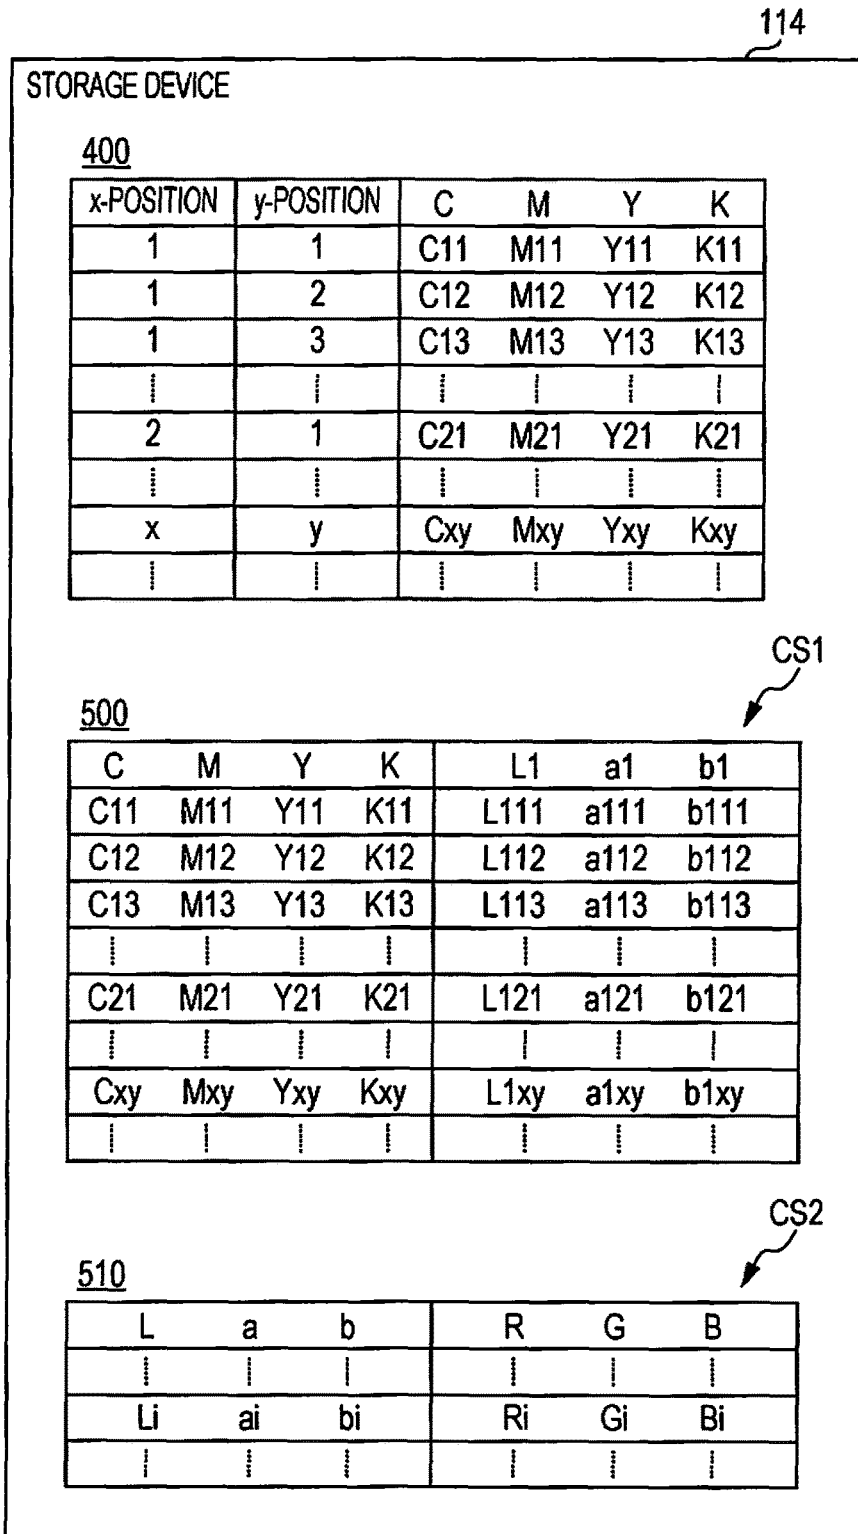 114
STORAGE DEVICE
400
x-POSITION y-POSITION C M Y K
1 1 C11 M11 Y11 K11
1 2 C12 M12 Y12 K12
1 3 C13 M13 Y13 K13
2 1 C21 M21 Y21 K21
x y Cxy Mxy Yxy Kxy
CS1
500
C M Y K L1 a1 b1
C11 M11 Y11 K11 L111 a111 b111
C12 M12 Y12 K12 L112 a112 b112
C13 M13 Y13 K13 L113 a113 b113
C21 M21 Y21 K21 L121 a121 b121
Cxy Mxy Yxy Kxy L1xy a1xy b1xy
CS2
510
L a b R G B
Li ai bi Ri Gi Bi